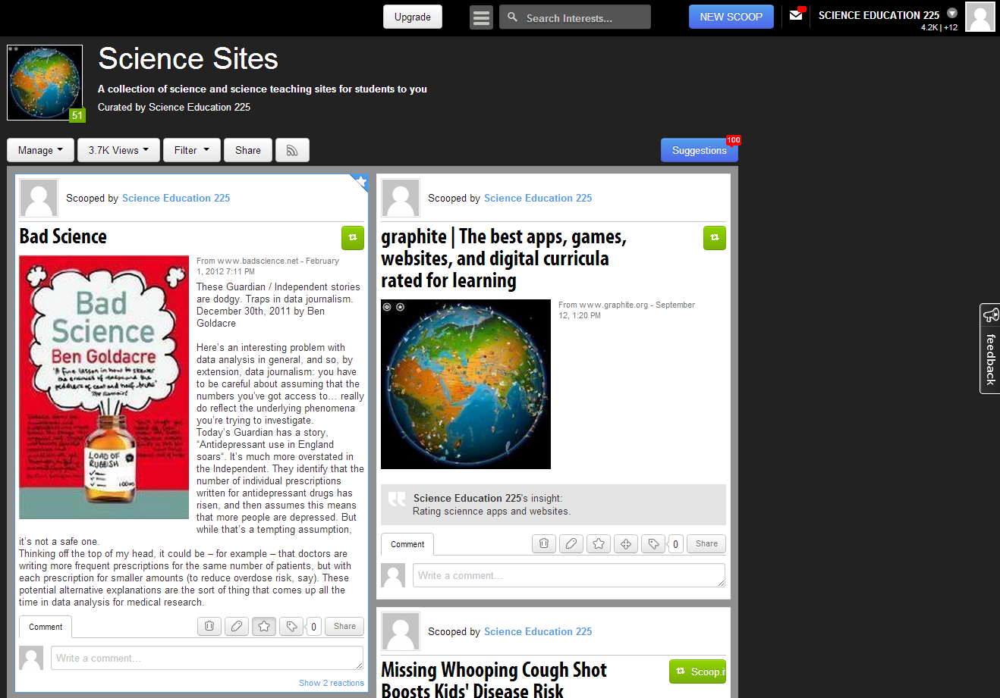 Upgrade
Search Interests...
NEW SCOOP
SCIENCE EDUCATION 225
4.2K | +12
51
Science Sites
A collection of science and science teaching sites for students to you
Curated by Science Education 225
Manage
3.7K Views
Filter
Share
Suggestions
100
Scooped by Science Education 225
Bad Science
Bad
Science
Ben Goldacre
LOAD OF
RUBBISH
From www.badscience.net - February
1, 2012 7:11 PM
These Guardian / Independent stories
are dodgy. Traps in data journalism.
December 30th, 2011 by Ben
Goldacre
Here's an interesting problem with
data analysis in general, and so, by
extension, data journalism: you have
to be careful about assuming that the
numbers you've got access to… really
do reflect the underlying phenomena
you're trying to investigate.
Today's Guardian has a story,
“Antidepressant use in England
soars“. It's much more overstated in
the Independent. They identify that the
number of individual prescriptions
written for antidepressant drugs has
risen, and then assumes this means
that more people are depressed. But
while that's a tempting assumption,
it's not a safe one.
Thinking off the top of my head, it could be – for example – that doctors are
writing more frequent prescriptions for the same number of patients, but with
each prescription for smaller amounts (to reduce overdose risk, say). These
potential alternative explanations are the sort of thing that comes up all the
time in data analysis for medical research.
Comment
0
Share
Write a comment...
Show 2 reactions
Scooped by Science Education 225
graphite | The best apps, games,
websites, and digital curricula
rated for learning
From www.graphite.org - September
12, 1:20 PM
Science Education 225's insight:
Rating sciennce apps and websites.
Comment
0
Share
Write a comment...
Scooped by Science Education 225
Missing Whooping Cough Shot
Boosts Kids' Disease Risk
Scoop.i
feedback